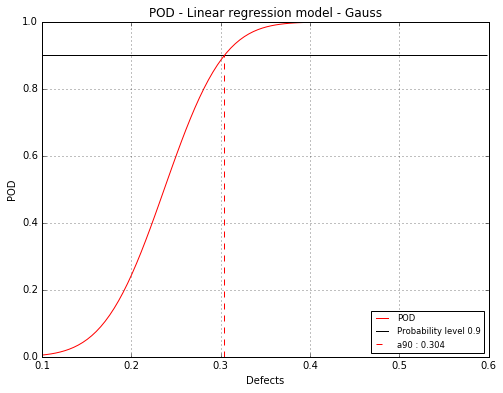 POD - Linear regression model - Gauss
1.0
0.8
0.6
0.4
0.2
0.0
POD
0.1 0.2 0.3 0.4 0.5 0.6
Defects
POD
Probability level 0.9
a90 : 0.304